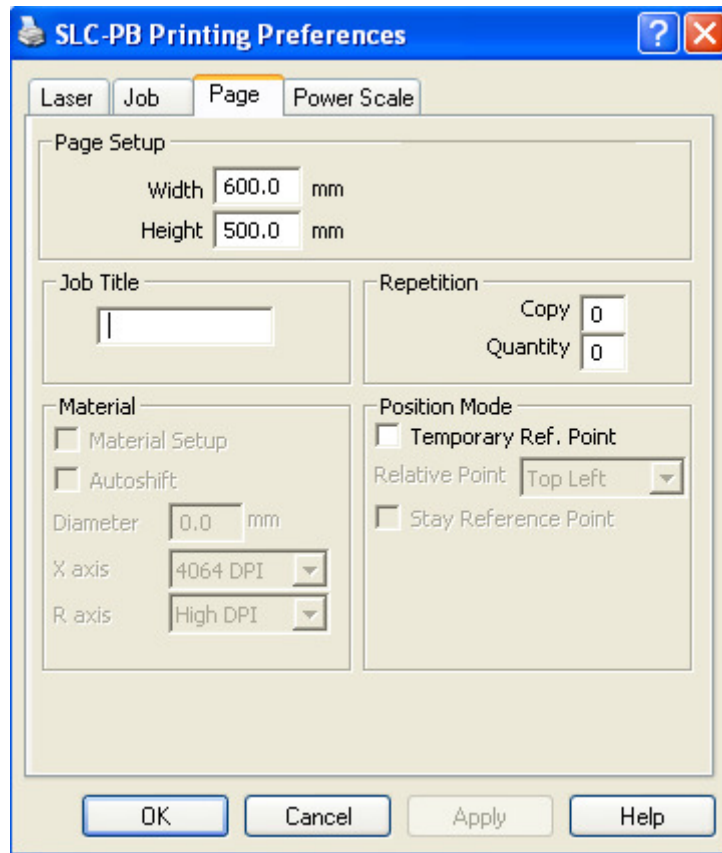 SLC-PB Printing Preferences
Laser Job Page Power Scale
Page Setup
Width 600.0 mm
Height 500.0 mm
Job Title
Repetition
Copy 0
Quantity 0
Material
Material Setup
Autoshift
Diameter 0.0 mm
X axis 4064 DPI
R axis High DPI
Position Mode
Temporary Ref. Point
Relative Point Top Left
Stay Reference Point
OK Cancel Apply Help